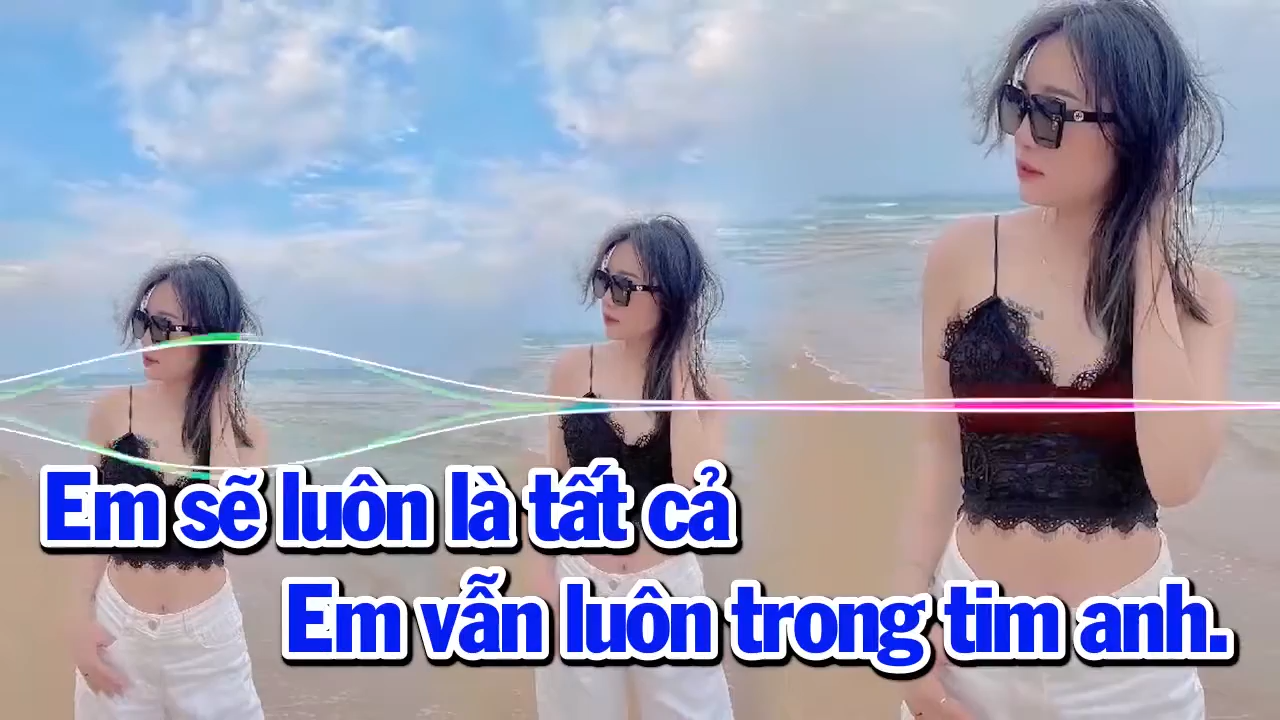 Em sẽ luôn là tất cả
Em vẫn luôn trong tim anh.